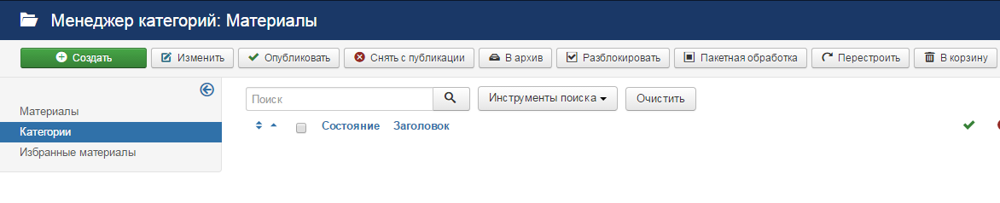 Менеджер категорий: Материалы
Создать Изменить Опубликовать Снять с публикации В архив Разблокировать Пакетная обработка Перестроить В корзину
Материалы
Категории
Избранные материалы
Поиск Инструменты поиска Очистить
Состояние Заголовок